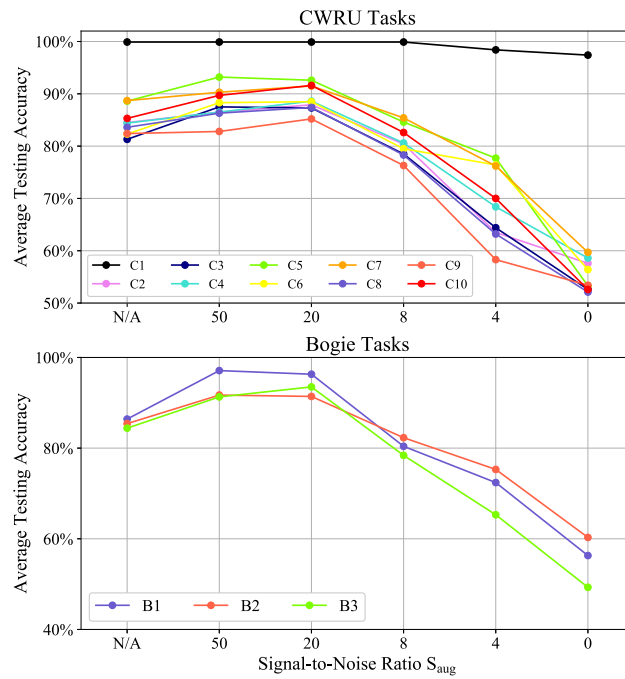 CWRU Tasks
Average Testing Accuracy
100%
90%
80%
70%
60%
50%
C1 C3 C5 C7 C9
C2 C4 C6 C8 C10
N/A 50 20 8 4 0
Bogie Tasks
Average Testing Accuracy
100%
80%
60%
40%
B1 B2 B3
N/A 50 20 8 4 0
Signal-to-Noise Ratio Saug